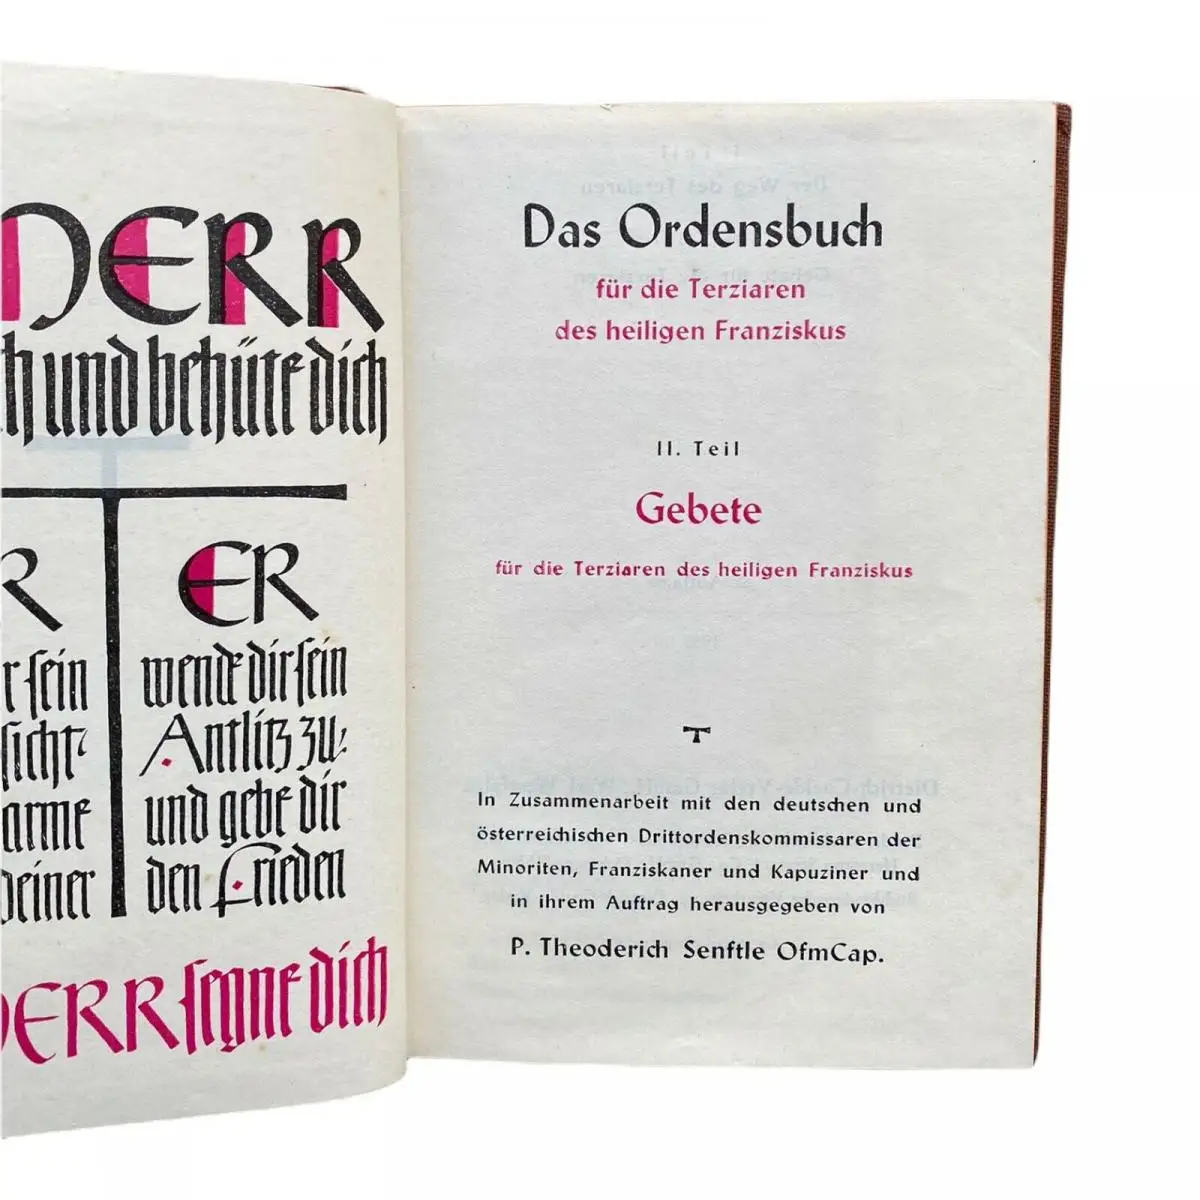 HERR
ch und behüte dich
R
r sein
sicht-
arme
deiner
ER
wende dir sein
Antlitz zu
und gebe dir
den Frieden
HERR segne dich
Das Ordensbuch
für die Terziaren
des heiligen Franziskus
II. Teil
Gebete
für die Terziaren des heiligen Franziskus
In Zusammenarbeit mit den deutschen und
österreichischen Drittordenskommissaren der
Minoriten, Franziskaner und Kapuziner und
in ihrem Auftrag herausgegeben von
P. Theoderich Senftle OfmCap.